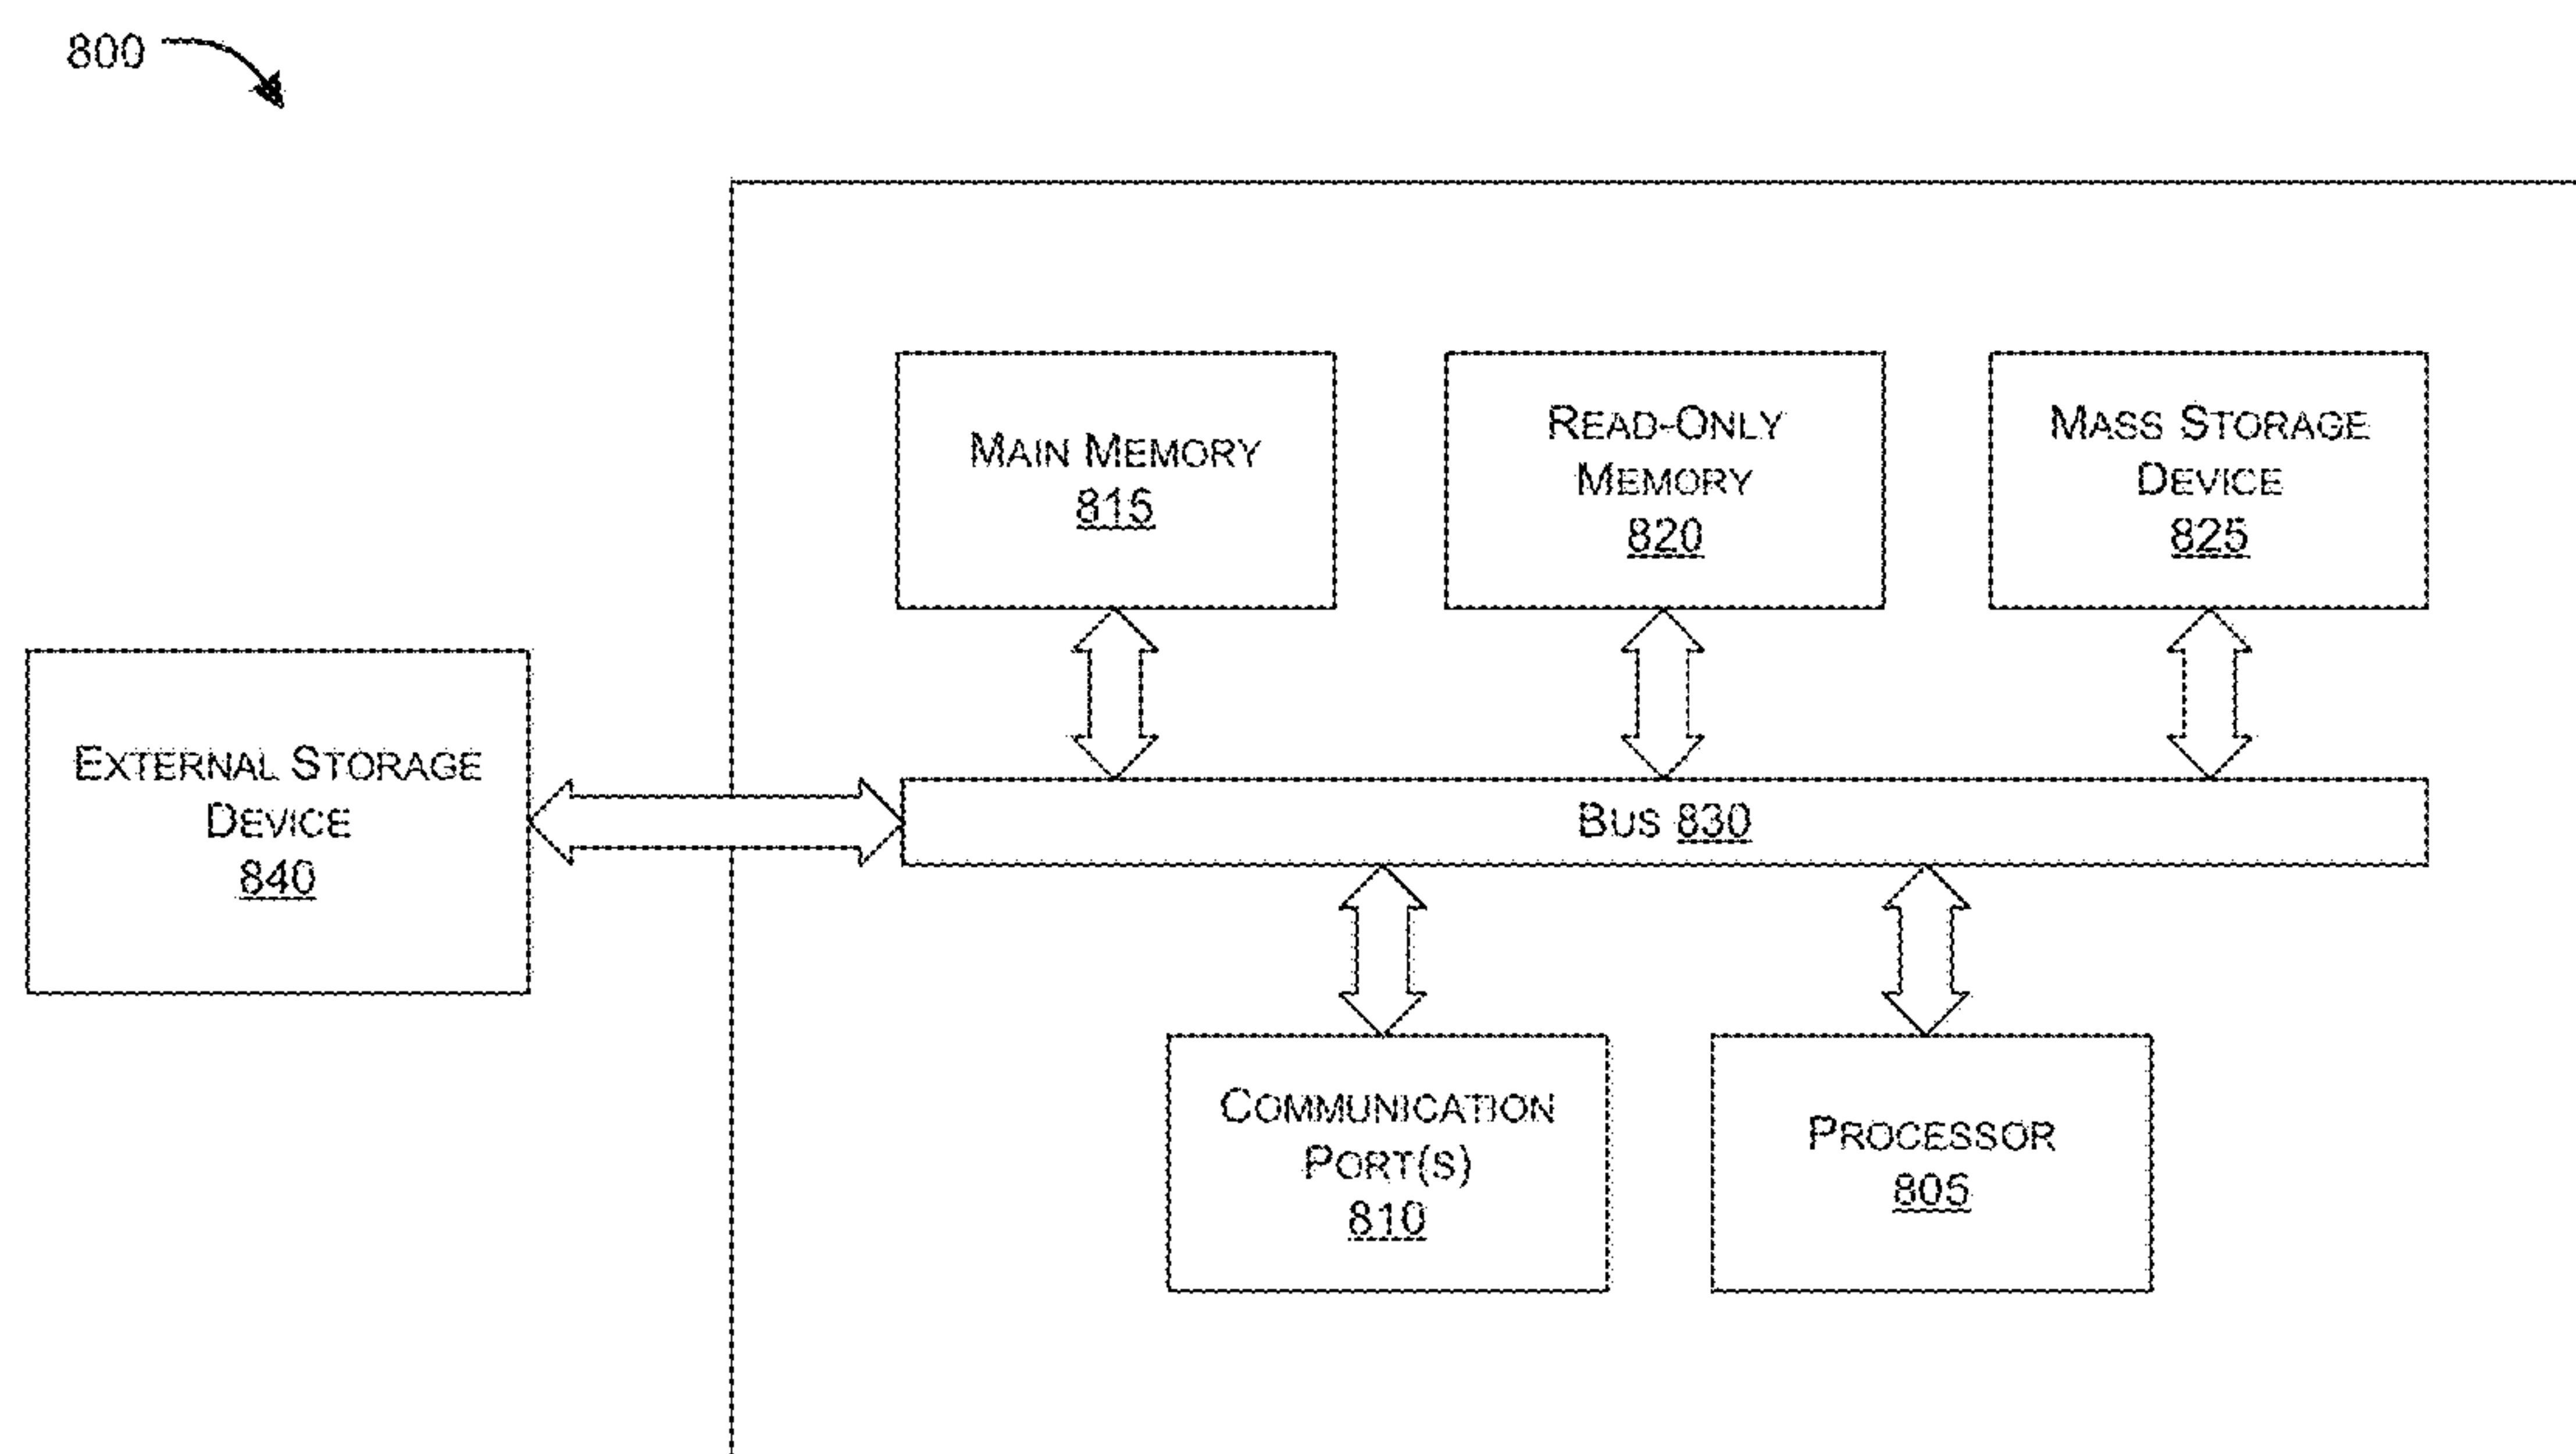 800
MAIN MEMORY
815
READ-ONLY
MEMORY
820
MASS STORAGE
DEVICE
825
EXTERNAL STORAGE
DEVICE
840
BUS 830
COMMUNICATION
PORT(S)
810
PROCESSOR
805